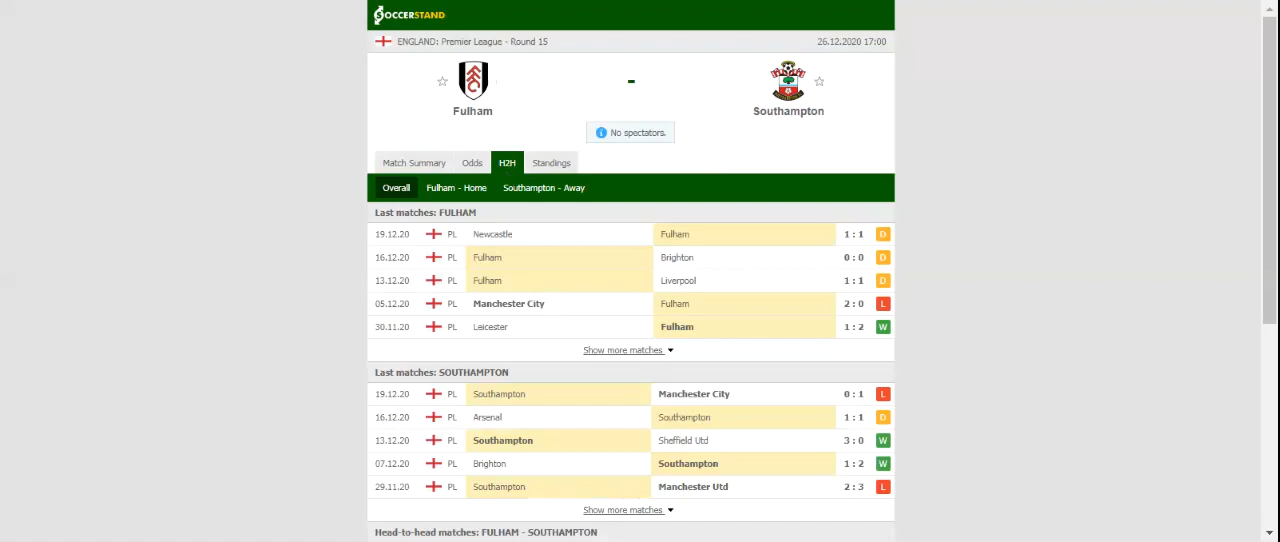 SOCCERSTAND
ENGLAND: Premier League - Round 15 26.12.2020 17:00
-
Fulham Southampton
i No spectators.
Match Summary Odds H2H Standings
Overall Fulham - Home Southampton - Away
Last matches: FULHAM
19.12.20 PL Newcastle Fulham 1 : 1 D
16.12.20 PL Fulham Brighton 0 : 0 D
13.12.20 PL Fulham Liverpool 1 : 1 D
05.12.20 PL Manchester City Fulham 2 : 0 L
30.11.20 PL Leicester Fulham 1 : 2 W
Show more matches
Last matches: SOUTHAMPTON
19.12.20 PL Southampton Manchester City 0 : 1 L
16.12.20 PL Arsenal Southampton 1 : 1 D
13.12.20 PL Southampton Sheffield Utd 3 : 0 W
07.12.20 PL Brighton Southampton 1 : 2 W
29.11.20 PL Southampton Manchester Utd 2 : 3 L
Show more matches
Head-to-head matches: FULHAM - SOUTHAMPTON